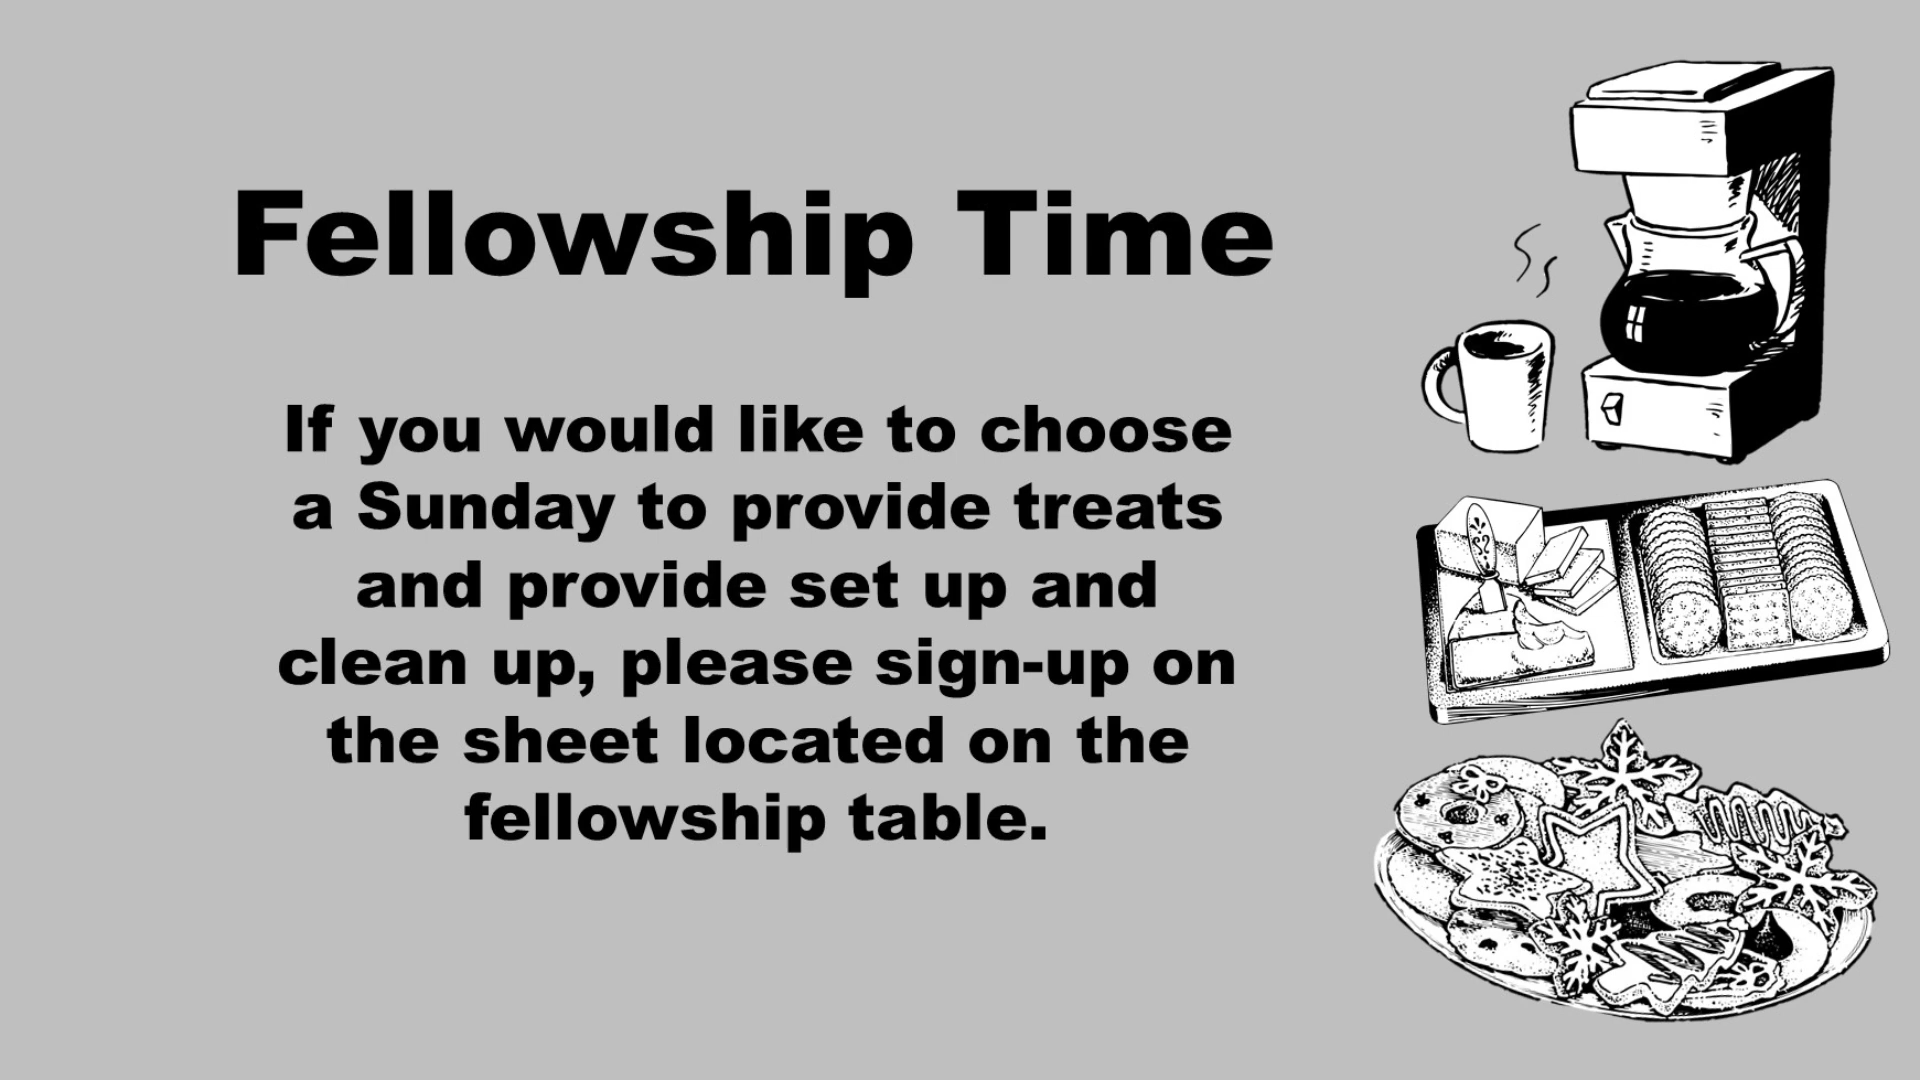 Fellowship Time
If you would like to choose
a Sunday to provide treats
and provide set up and
clean up, please sign-up on
the sheet located on the
fellowship table.